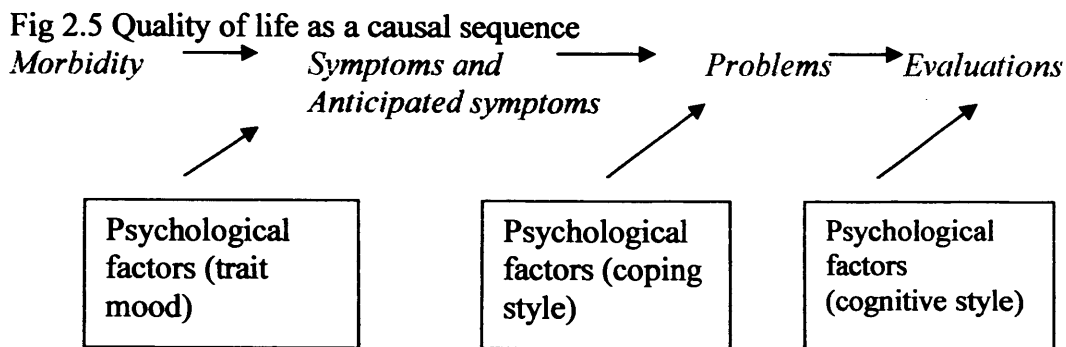 Fig 2.5 Quality of life as a causal sequence
Morbidity Symptoms and Problems Evaluations
Anticipated symptoms
Psychological
factors (trait
mood)
Psychological
factors (coping
style)
Psychological
factors
(cognitive style)